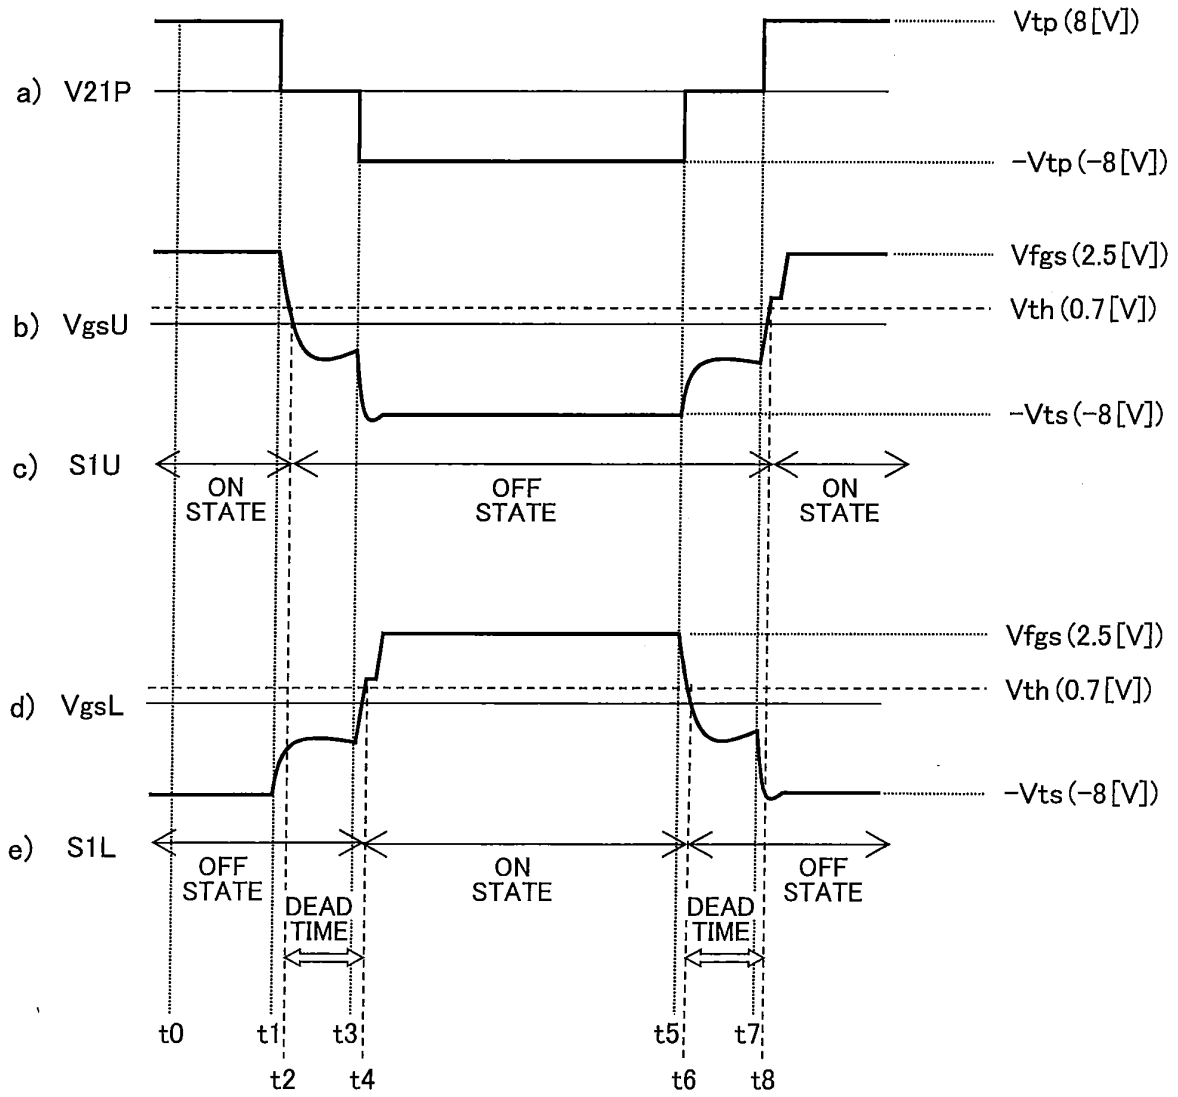 Vtp (8[V])
a) V21P
-Vtp (-8[V])
Vfgs (2.5[V])
Vth (0.7[V])
b) VgsU
-Vts (-8[V])
c) S1U
ON
STATE
OFF
STATE
ON
STATE
Vfgs (2.5[V])
Vth (0.7[V])
d) VgsL
-Vts (-8[V])
e) S1L
OFF
STATE
ON
STATE
OFF
STATE
DEAD
TIME
DEAD
TIME
t0 t1 t3 t5 t7
t2 t4 t6 t8